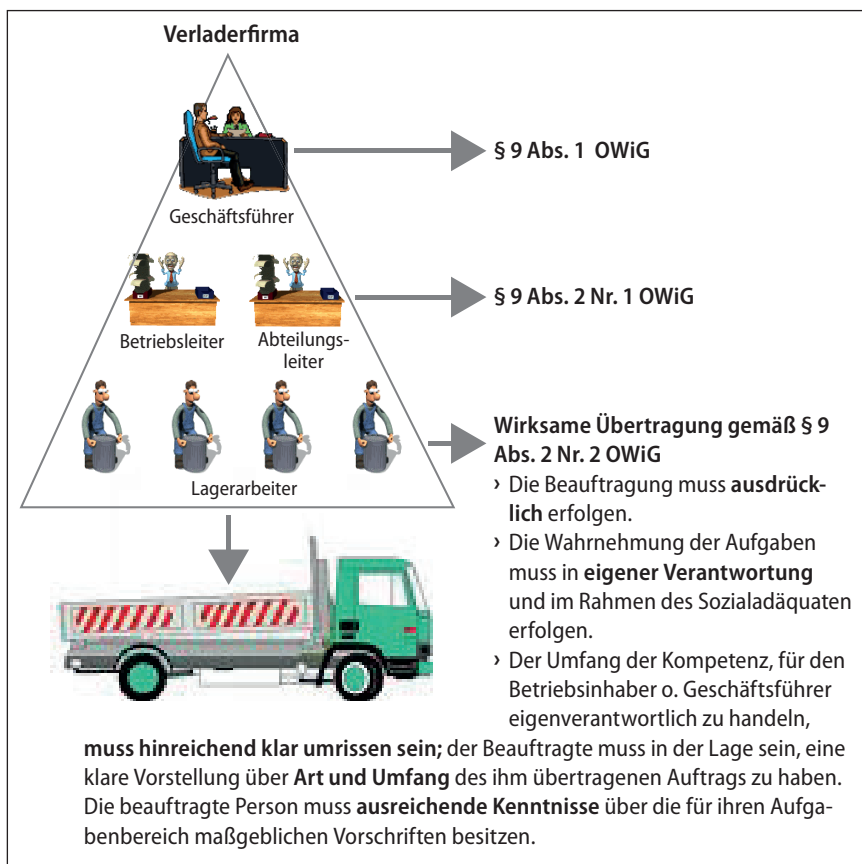 Verladerfirma
§ 9 Abs. 1 OWiG
Geschäftsführer
§ 9 Abs. 2 Nr. 1 OWiG
Betriebsleiter
Abteilungs-
leiter
Wirksame Übertragung gemäß § 9
Abs. 2 Nr. 2 OWiG
Lagerarbeiter
› Die Beauftragung muss ausdrück-
lich erfolgen.
› Die Wahrnehmung der Aufgaben
muss in eigener Verantwortung
und im Rahmen des Sozialadäquaten
erfolgen.
› Der Umfang der Kompetenz, für den
Betriebsinhaber o. Geschäftsführer
eigenverantwortlich zu handeln,
muss hinreichend klar umrissen sein; der Beauftragte muss in der Lage sein, eine
klare Vorstellung über Art und Umfang des ihm übertragenen Auftrags zu haben.
Die beauftragte Person muss ausreichende Kenntnisse über die für ihren Aufga-
benbereich maßgeblichen Vorschriften besitzen.